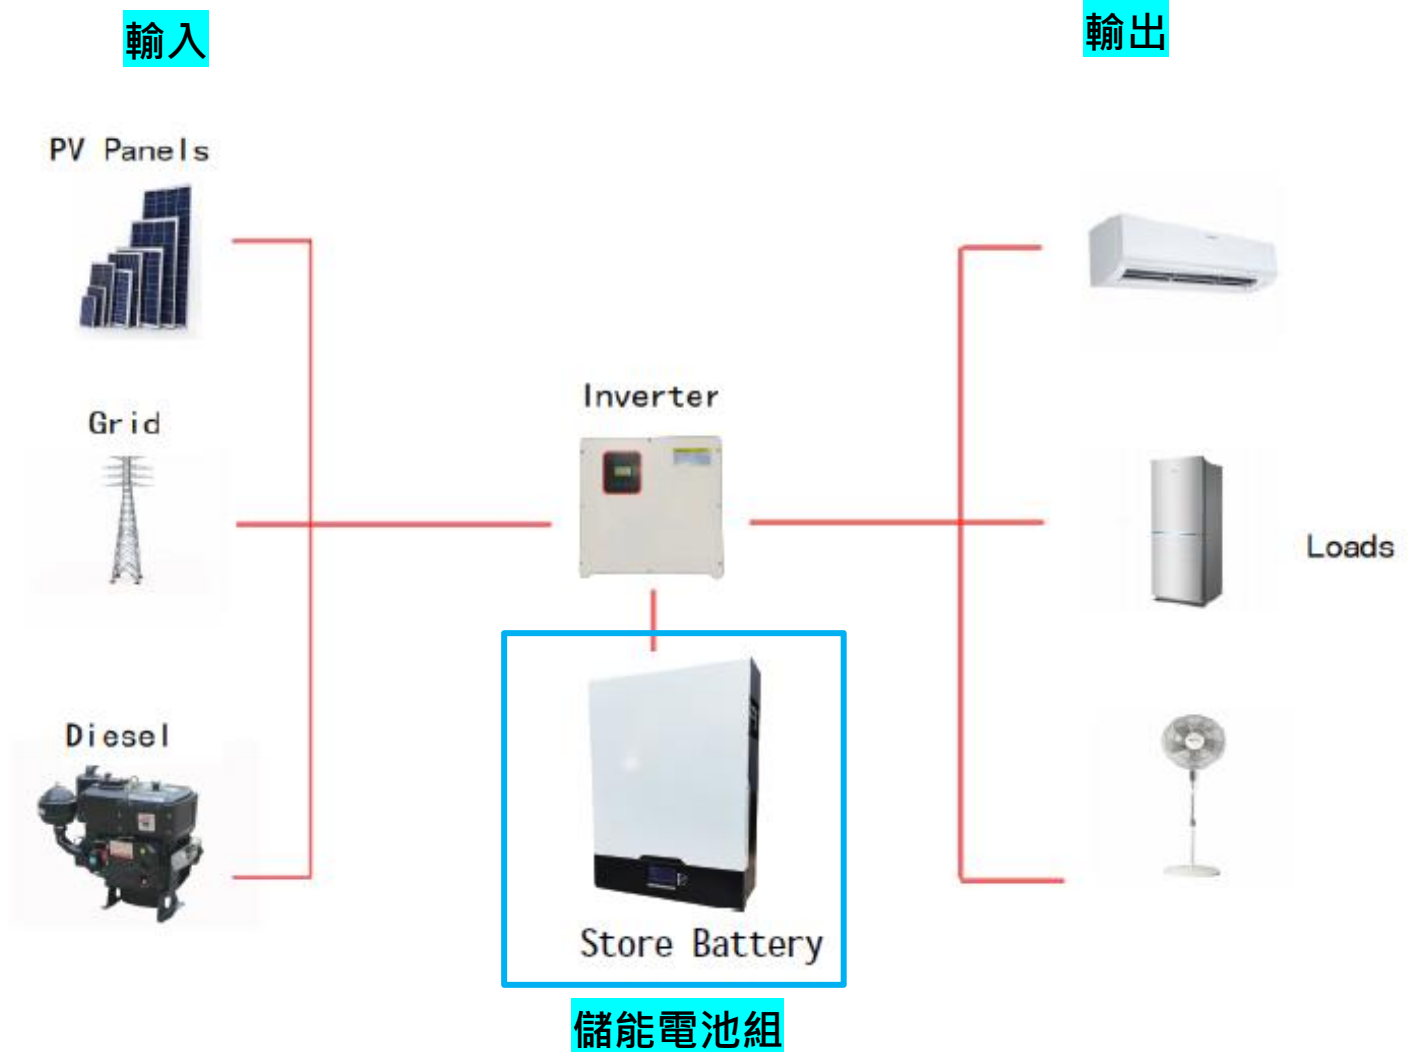 輸入
輸出
PV Panels
Grid
Inverter
Loads
Diesel
Store Battery
儲能電池組